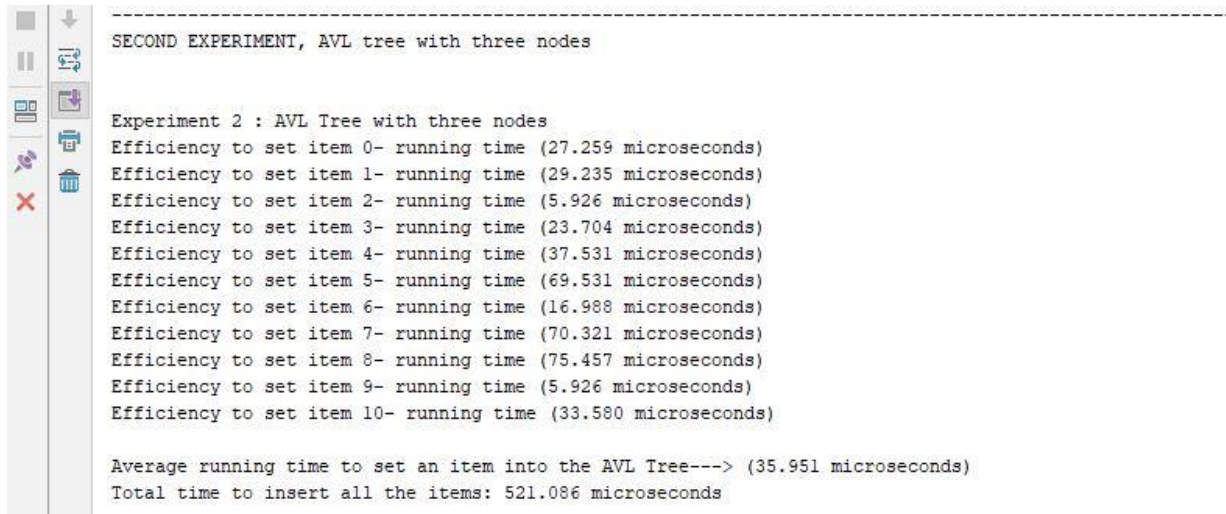 --------------------------------------------------------------------------------------------------------------
SECOND EXPERIMENT, AVL tree with three nodes
Experiment 2 : AVL Tree with three nodes
Efficiency to set item 0- running time (27.259 microseconds)
Efficiency to set item 1- running time (29.235 microseconds)
Efficiency to set item 2- running time (5.926 microseconds)
Efficiency to set item 3- running time (23.704 microseconds)
Efficiency to set item 4- running time (37.531 microseconds)
Efficiency to set item 5- running time (69.531 microseconds)
Efficiency to set item 6- running time (16.988 microseconds)
Efficiency to set item 7- running time (70.321 microseconds)
Efficiency to set item 8- running time (75.457 microseconds)
Efficiency to set item 9- running time (5.926 microseconds)
Efficiency to set item 10- running time (33.580 microseconds)
Average running time to set an item into the AVL Tree---> (35.951 microseconds)
Total time to insert all the items: 521.086 microseconds